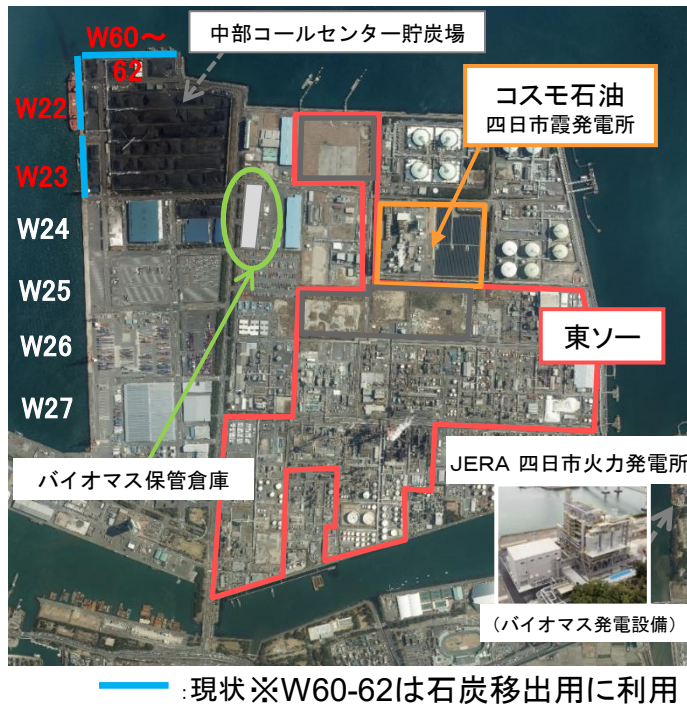 W60～
62
中部コールセンター貯炭場
コスモ石油
四日市霞発電所
W22
W23
W24
W25
W26
W27
東ソー
バイオマス保管倉庫
JERA 四日市火力発電所
（バイオマス発電設備）
：現状※W60-62は石炭移出用に利用